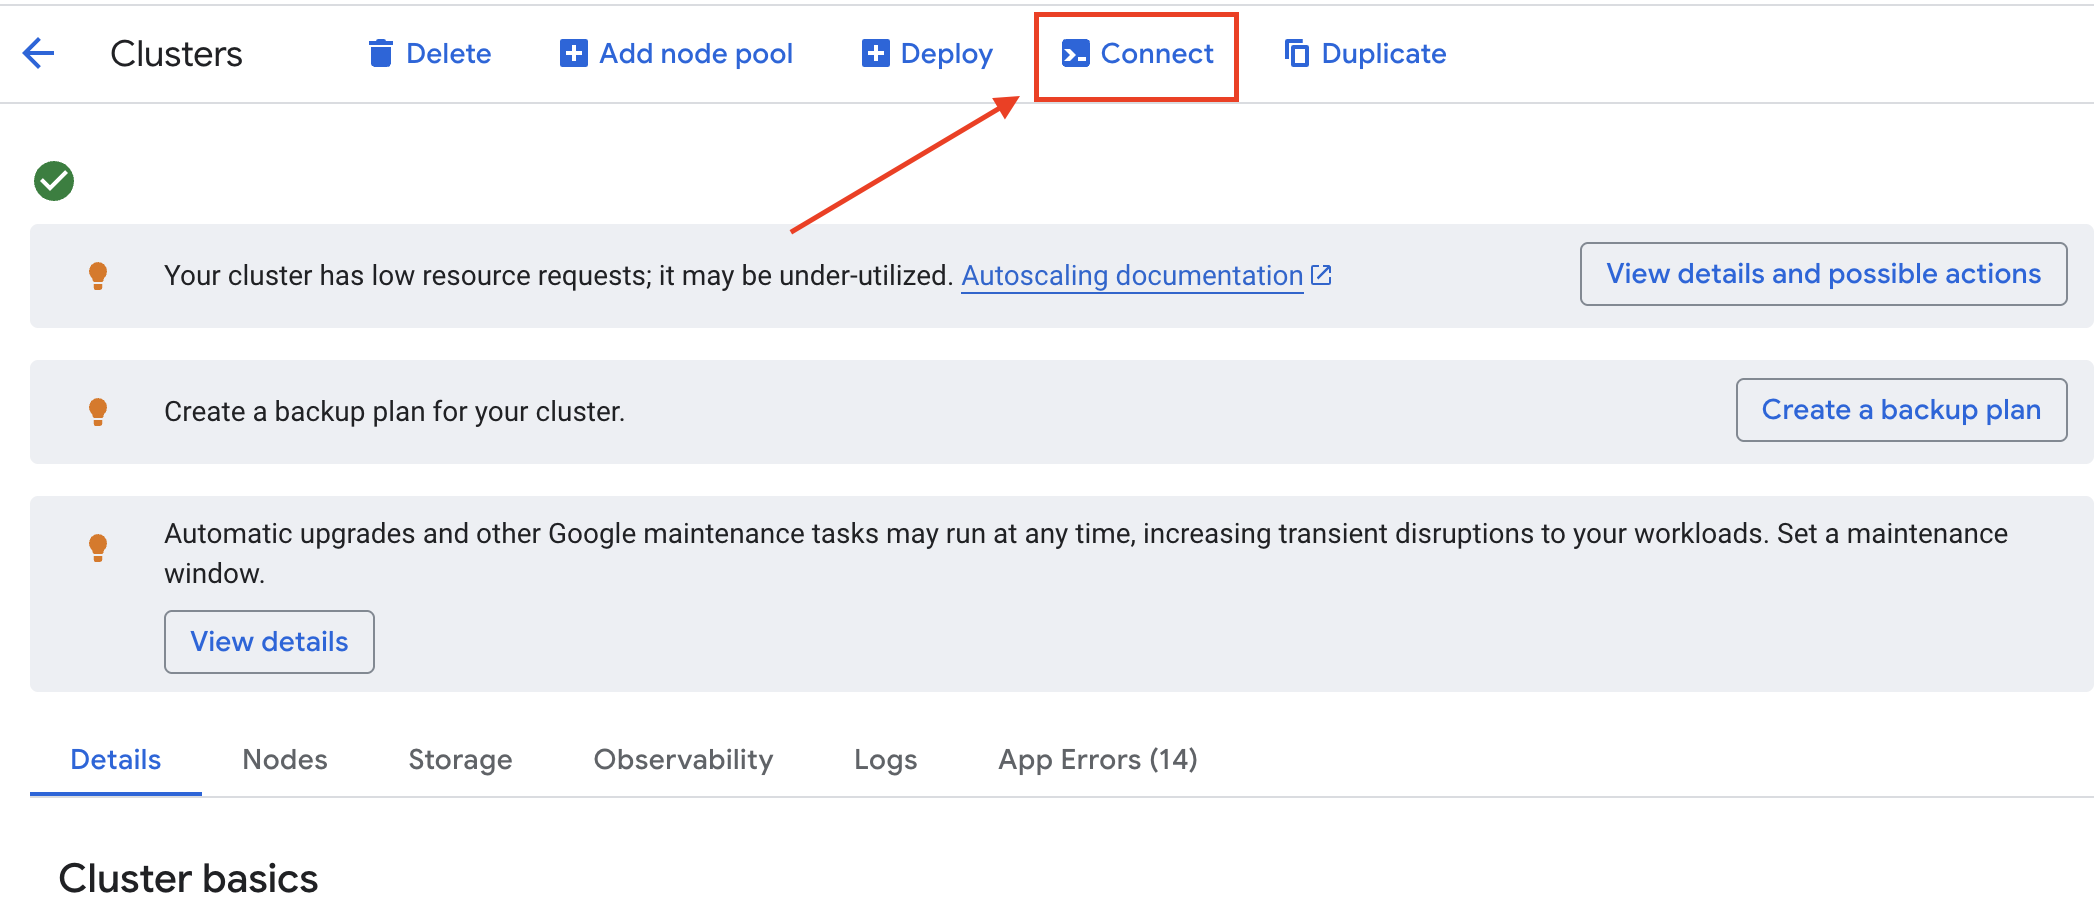 Clusters Delete Add node pool Deploy Connect Duplicate
Your cluster has low resource requests; it may be under-utilized. Autoscaling documentation View details and possible actions
Create a backup plan for your cluster. Create a backup plan
Automatic upgrades and other Google maintenance tasks may run at any time, increasing transient disruptions to your workloads. Set a maintenance
window.
View details
Details Nodes Storage Observability Logs App Errors (14)
Cluster basics